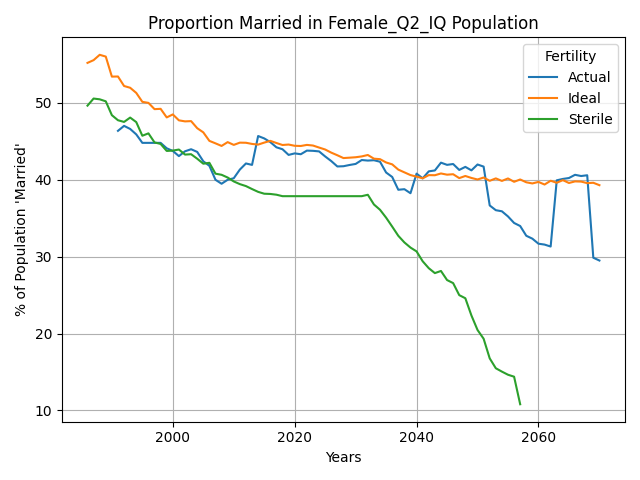 Proportion Married in Female_Q2_IQ Population
Fertility
Actual
Ideal
Sterile
% of Population 'Married'
50
40
30
20
10
2000 2020 2040 2060
Years